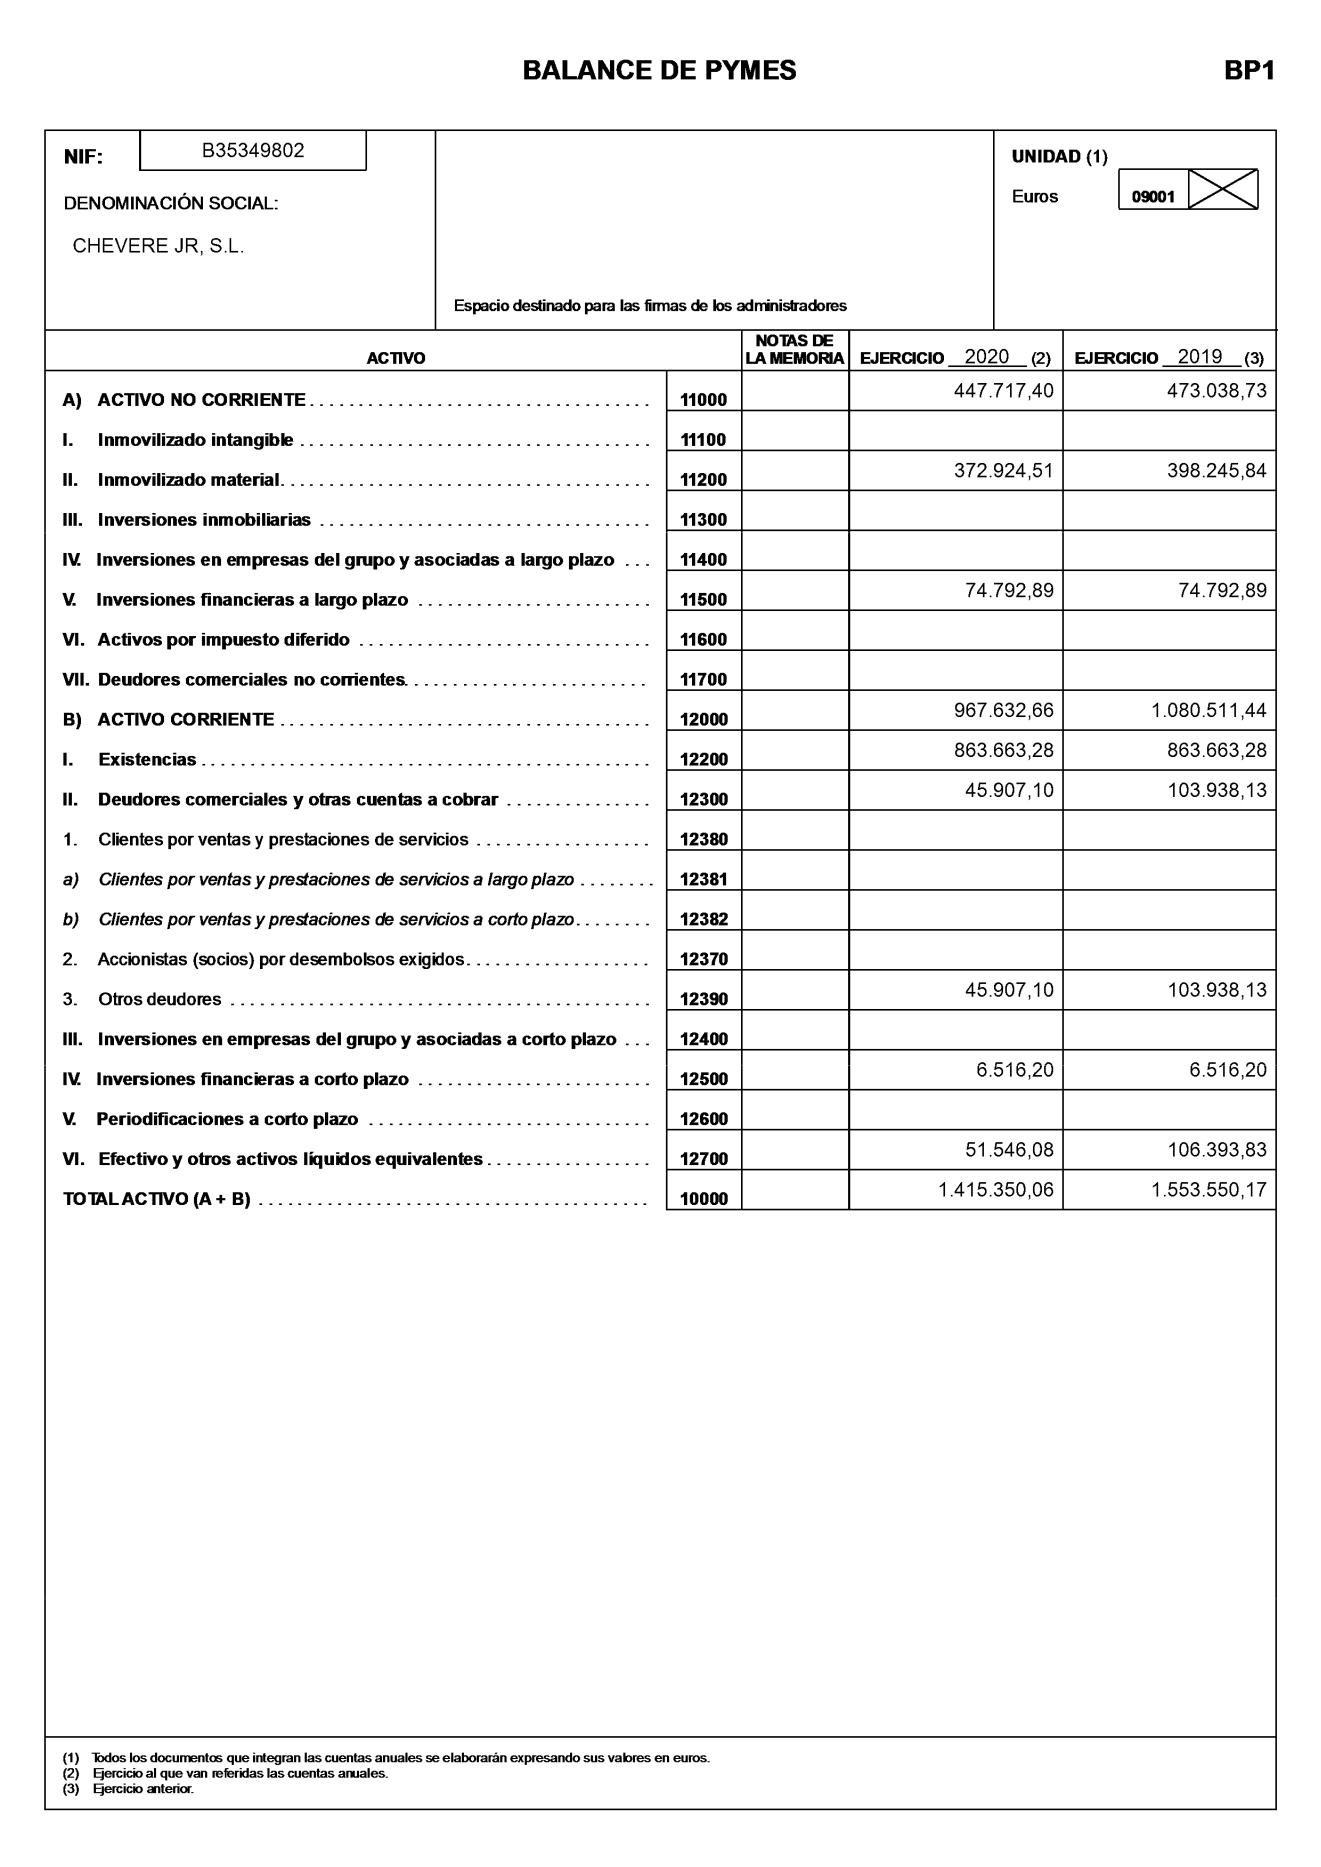 BALANCE DE PYMES BP1
NIF: B35349802 UNIDAD (1)
DENOMINACIÓN SOCIAL: Euros 09001
CHEVERE JR, S.L.
Espacio destinado para las firmas de los administradores
ACTIVO NOTAS DE LA MEMORIA EJERCICIO 2020 (2) EJERCICIO 2019 (3)
A) ACTIVO NO CORRIENTE 11000 447.717,40 473.038,73
I. Inmovilizado intangible 11100
II. Inmovilizado material 11200 372.924,51 398.245,84
III. Inversiones inmobiliarias 11300
IV. Inversiones en empresas del grupo y asociadas a largo plazo 11400
V. Inversiones financieras a largo plazo 11500 74.792,89 74.792,89
VI. Activos por impuesto diferido 11600
VII. Deudores comerciales no corrientes 11700
B) ACTIVO CORRIENTE 12000 967.632,66 1.080.511,44
I. Existencias 12200 863.663,28 863.663,28
II. Deudores comerciales y otras cuentas a cobrar 12300 45.907,10 103.938,13
1. Clientes por ventas y prestaciones de servicios 12380
a) Clientes por ventas y prestaciones de servicios a largo plazo 12381
b) Clientes por ventas y prestaciones de servicios a corto plazo 12382
2. Accionistas (socios) por desembolsos exigidos 12370
3. Otros deudores 12390 45.907,10 103.938,13
III. Inversiones en empresas del grupo y asociadas a corto plazo 12400
IV. Inversiones financieras a corto plazo 12500 6.516,20 6.516,20
V. Periodificaciones a corto plazo 12600
VI. Efectivo y otros activos líquidos equivalentes 12700 51.546,08 106.393,83
TOTAL ACTIVO (A + B) 10000 1.415.350,06 1.553.550,17
(1) Todos los documentos que integran las cuentas anuales se elaborarán expresando sus valores en euros.
(2) Ejercicio al que van referidas las cuentas anuales.
(3) Ejercicio anterior.